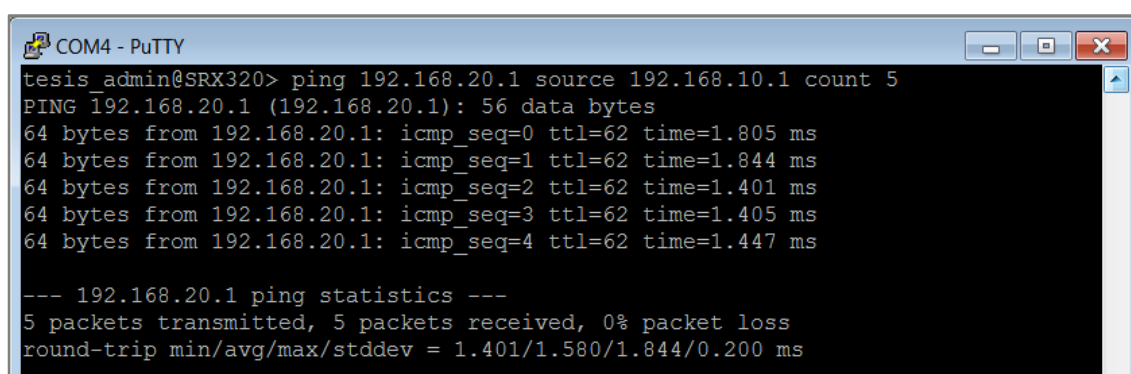 COM4 - PuTTY
tesis_admin@SRX320> ping 192.168.20.1 source 192.168.10.1 count 5
PING 192.168.20.1 (192.168.20.1): 56 data bytes
64 bytes from 192.168.20.1: icmp_seq=0 ttl=62 time=1.805 ms
64 bytes from 192.168.20.1: icmp_seq=1 ttl=62 time=1.844 ms
64 bytes from 192.168.20.1: icmp_seq=2 ttl=62 time=1.401 ms
64 bytes from 192.168.20.1: icmp_seq=3 ttl=62 time=1.405 ms
64 bytes from 192.168.20.1: icmp_seq=4 ttl=62 time=1.447 ms
--- 192.168.20.1 ping statistics ---
5 packets transmitted, 5 packets received, 0% packet loss
round-trip min/avg/max/stddev = 1.401/1.580/1.844/0.200 ms